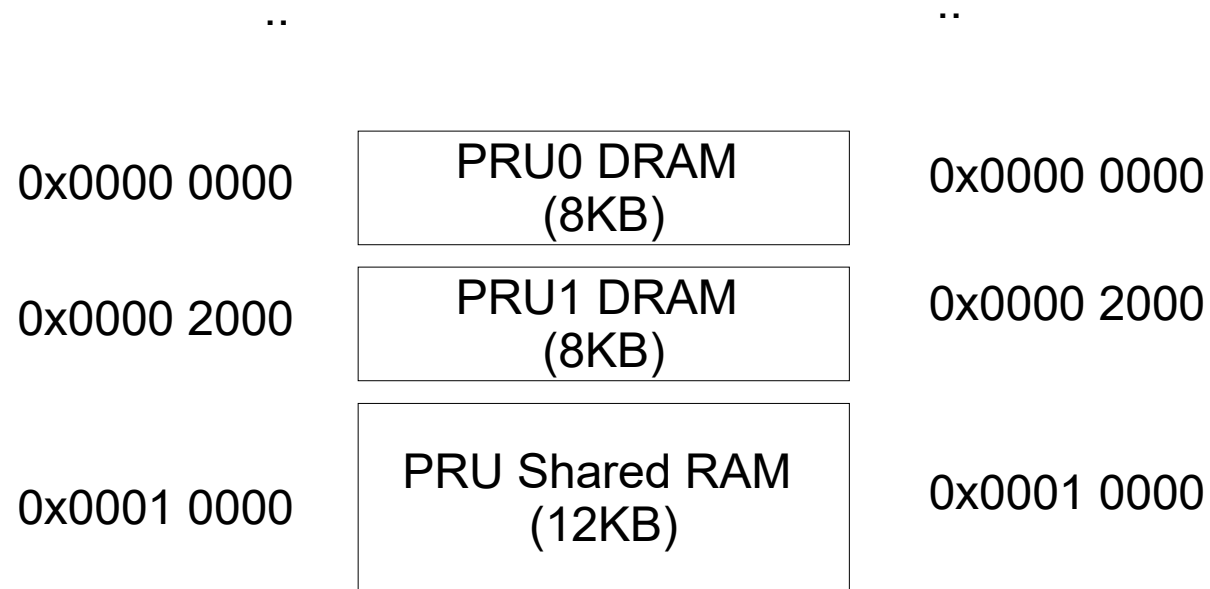 ..
..
0x0000 0000
PRU0 DRAM
(8KB)
0x0000 0000
0x0000 2000
PRU1 DRAM
(8KB)
0x0000 2000
0x0001 0000
PRU Shared RAM
(12KB)
0x0001 0000